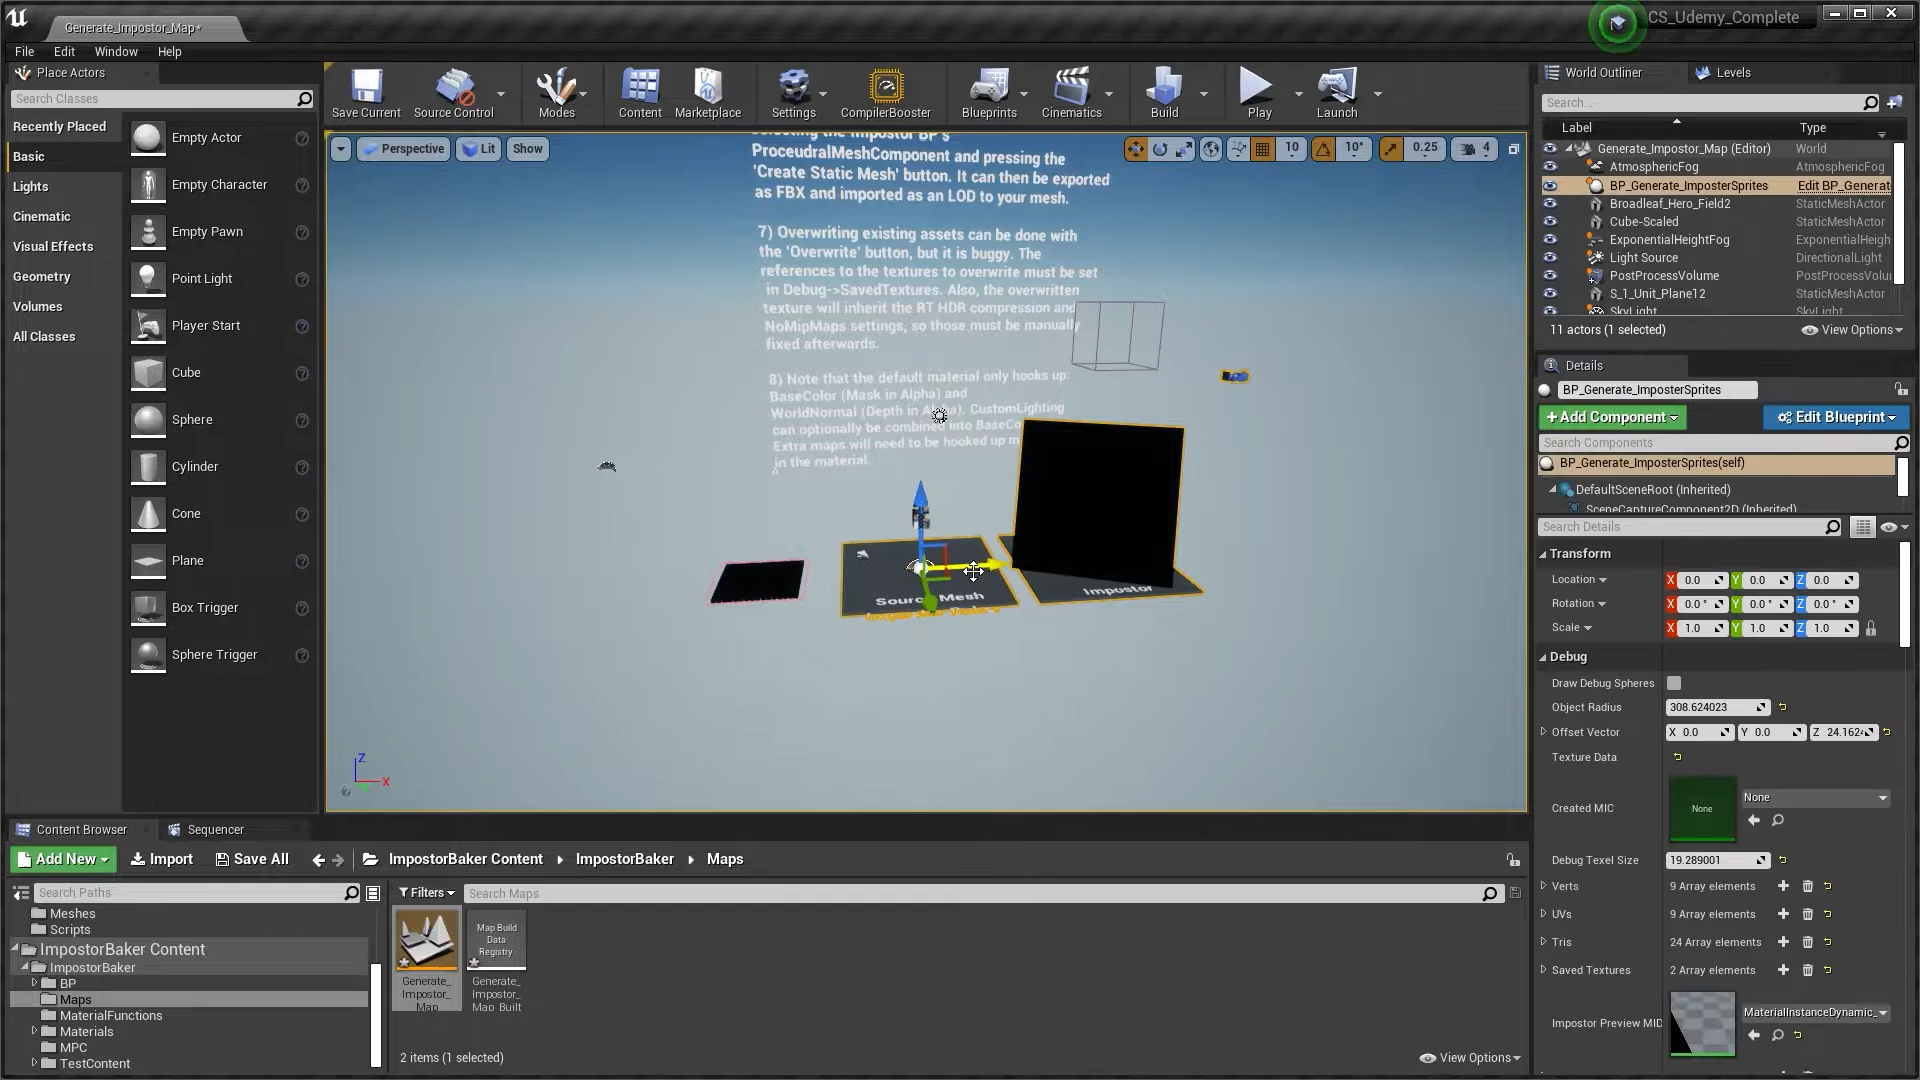 Generate_Impostor_Map*
CS_Udemy_Complete
File Edit Window Help
Place Actors
Search Classes
Recently Placed
Basic
Lights
Cinematic
Visual Effects
Geometry
Volumes
All Classes
Empty Actor
Empty Character
Empty Pawn
Point Light
Player Start
Cube
Sphere
Cylinder
Cone
Plane
Box Trigger
Sphere Trigger
Save Current
Source Control
Modes
Content
Marketplace
Settings
CompilerBooster
Blueprints
Cinematics
Build
Play
Launch
Perspective
Lit
Show
10
10°
0.25
4
Selecting the Impostor BP's
ProceudralMeshComponent and pressing the
'Create Static Mesh' button. It can then be exported
as FBX and imported as an LOD to your mesh.
7) Overwriting existing assets can be done with
the 'Overwrite' button, but it is buggy. The
references to the textures to overwrite must be set
in Debug->SavedTextures. Also, the overwritten
texture will inherit the RT HDR compression and
NoMipMaps settings, so those must be manually
fixed afterwards.
8) Note that the default material only hooks up:
BaseColor (Mask in Alpha) and
WorldNormal (Depth in Alpha). CustomLighting
can optionally be combined into BaseCo
Extra maps will need to be hooked up m
in the material.
Source Mesh
Impostor
Z
X
World Outliner
Levels
Search...
Label Type
Generate_Impostor_Map (Editor) World
AtmosphericFog AtmosphericFog
BP_Generate_ImposterSprites Edit BP_Generat
Broadleaf_Hero_Field2 StaticMeshActor
Cube-Scaled StaticMeshActor
ExponentialHeightFog ExponentialHeigh
Light Source DirectionalLight
PostProcessVolume PostProcessVolu
S_1_Unit_Plane12 StaticMeshActor
SkyLight SkyLight
11 actors (1 selected)
View Options
Details
BP_Generate_ImposterSprites
+Add Component
Edit Blueprint
Search Components
BP_Generate_ImposterSprites(self)
DefaultSceneRoot (Inherited)
SceneCaptureComponent2D (Inherited)
Search Details
Transform
Location X 0.0 Y 0.0 Z 0.0
Rotation X 0.0° Y 0.0° Z 0.0°
Scale X 1.0 Y 1.0 Z 1.0
Debug
Draw Debug Spheres
Object Radius 308.624023
Offset Vector X 0.0 Y 0.0 Z 24.162
Texture Data
Created MIC None None
Debug Texel Size 19.289001
Verts 9 Array elements
UVs 9 Array elements
Tris 24 Array elements
Saved Textures 2 Array elements
Impostor Preview MID MaterialInstanceDynamic_
Content Browser
Sequencer
Add New
Import
Save All
ImpostorBaker Content
ImpostorBaker
Maps
Search Paths
Filters
Search Maps
Meshes
Scripts
ImpostorBaker Content
ImpostorBaker
BP
Maps
MaterialFunctions
Materials
MPC
TestContent
Generate_
Impostor_
Map
Map Build
Data
Registry
Generate_
Impostor_
Map_Built
2 items (1 selected)
View Options